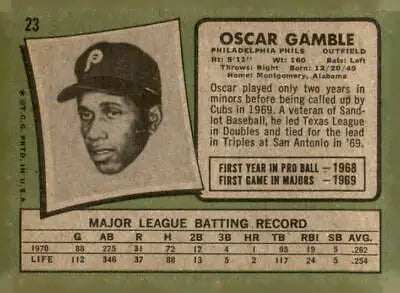 23
OSCAR GAMBLE
PHILADELPHIA PHILS OUTFIELD
Ht: 5'11" Wt: 160 Bats: Left
Throws: Right Born: 12/20/49
Home: Montgomery, Alabama
Oscar played only two years in
minors before being called up by
Cubs in 1969. A veteran of Sand-
lot Baseball, he led Texas League
in Doubles and tied for the lead
in Triples at San Antonio in '69.
FIRST YEAR IN PRO BALL — 1968
FIRST GAME IN MAJORS — 1969
P
★ ©T.C.G. PRTD. IN U.S.A.
MAJOR LEAGUE BATTING RECORD
G AB R H 2B 3B HR TB RBI SB AVG.
1970 88 275 31 72 12 4 1 95 19 5 .262
LIFE 112 346 37 88 13 5 2 117 24 5 .254